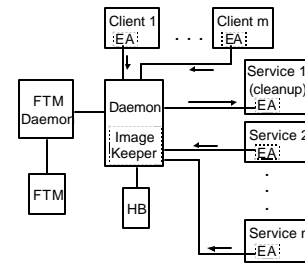 Client 1
EA
. . .
Client m
EA
FTM
Daemon
FTM
Daemon
Image
Keeper
HB
Service 1
(cleanup)
EA
Service 2
EA
.
.
.
Service n
EA